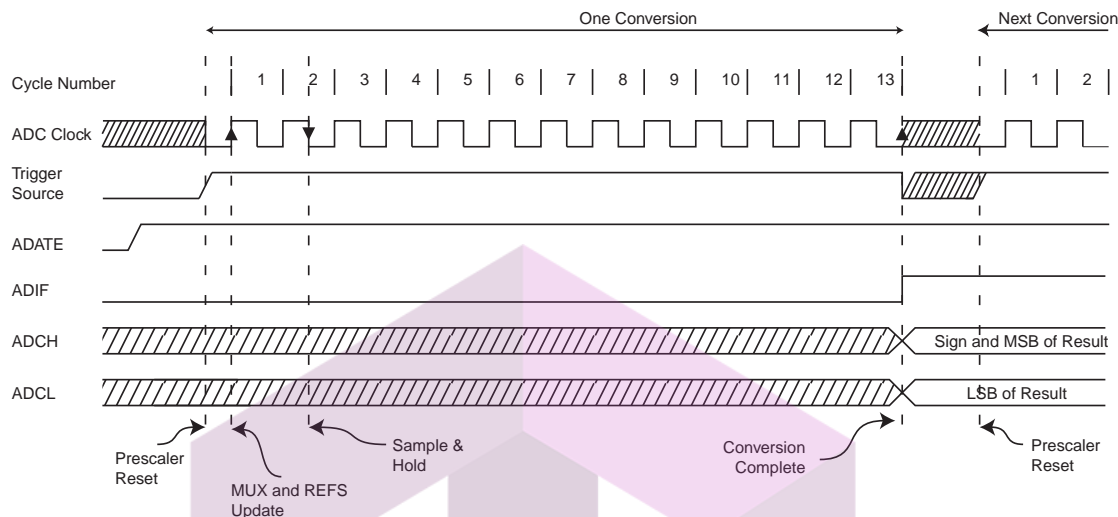 One Conversion
Next Conversion
Cycle Number
1 2 3 4 5 6 7 8 9 10 11 12 13 1 2
ADC Clock
Trigger
Source
ADATE
ADIF
ADCH
Sign and MSB of Result
ADCL
LSB of Result
Prescaler
Reset
MUX and REFS
Update
Sample &
Hold
Conversion
Complete
Prescaler
Reset